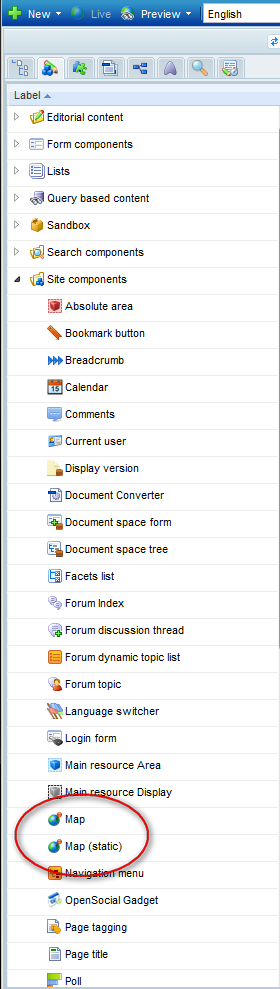 New Live Preview English
Label
Editorial content
Form components
Lists
Query based content
Sandbox
Search components
Site components
Absolute area
Bookmark button
Breadcrumb
15 Calendar
Comments
Current user
Display version
Document Converter
Document space form
Document space tree
Facets list
Forum Index
Forum discussion thread
Forum dynamic topic list
Forum topic
Language switcher
Login form
Main resource Area
Main resource Display
Map
Map (static)
Navigation menu
OpenSocial Gadget
Page tagging
Page title
Poll